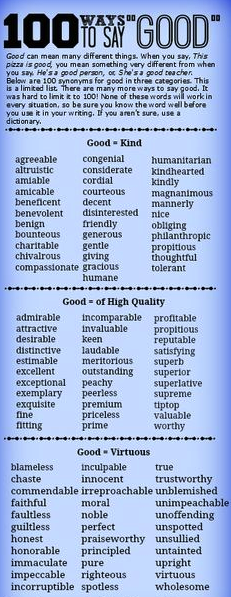 100 WAYS TO SAY "GOOD"
Good can mean many different things. When you say, This
pizza is good, you mean something very different from when
you say, He's a good person, or, She's a good teacher.
Below are 100 synonyms for good in three categories. This
is a limited list. There are many more ways to say good. It
was hard to limit it to 100! None of these words will work in
every situation, so be sure you know the word well before
you use it in your writing. If you aren't sure, use a
dictionary.
Good = Kind
agreeable
altruistic
amiable
amicable
beneficent
benevolent
benign
bounteous
charitable
chivalrous
compassionate
congenial
considerate
cordial
courteous
decent
disinterested
friendly
generous
gentle
giving
gracious
humane
humanitarian
kindhearted
kindly
magnanimous
mannerly
nice
obliging
philanthropic
propitious
thoughtful
tolerant
Good = of High Quality
admirable
attractive
desirable
distinctive
estimable
excellent
exceptional
exemplary
exquisite
fine
fitting
incomparable
invaluable
keen
laudable
meritorious
outstanding
peachy
peerless
premium
priceless
prime
profitable
propitious
reputable
satisfying
superb
superior
superlative
supreme
tiptop
valuable
worthy
Good = Virtuous
blameless
chaste
commendable
faithful
faultless
guiltless
honest
honorable
immaculate
impeccable
incorruptible
inculpable
innocent
irreproachable
moral
noble
perfect
praiseworthy
principled
pure
righteous
spotless
true
trustworthy
unblemished
unimpeachable
unoffending
unspotted
unsullied
untainted
upright
virtuous
wholesome